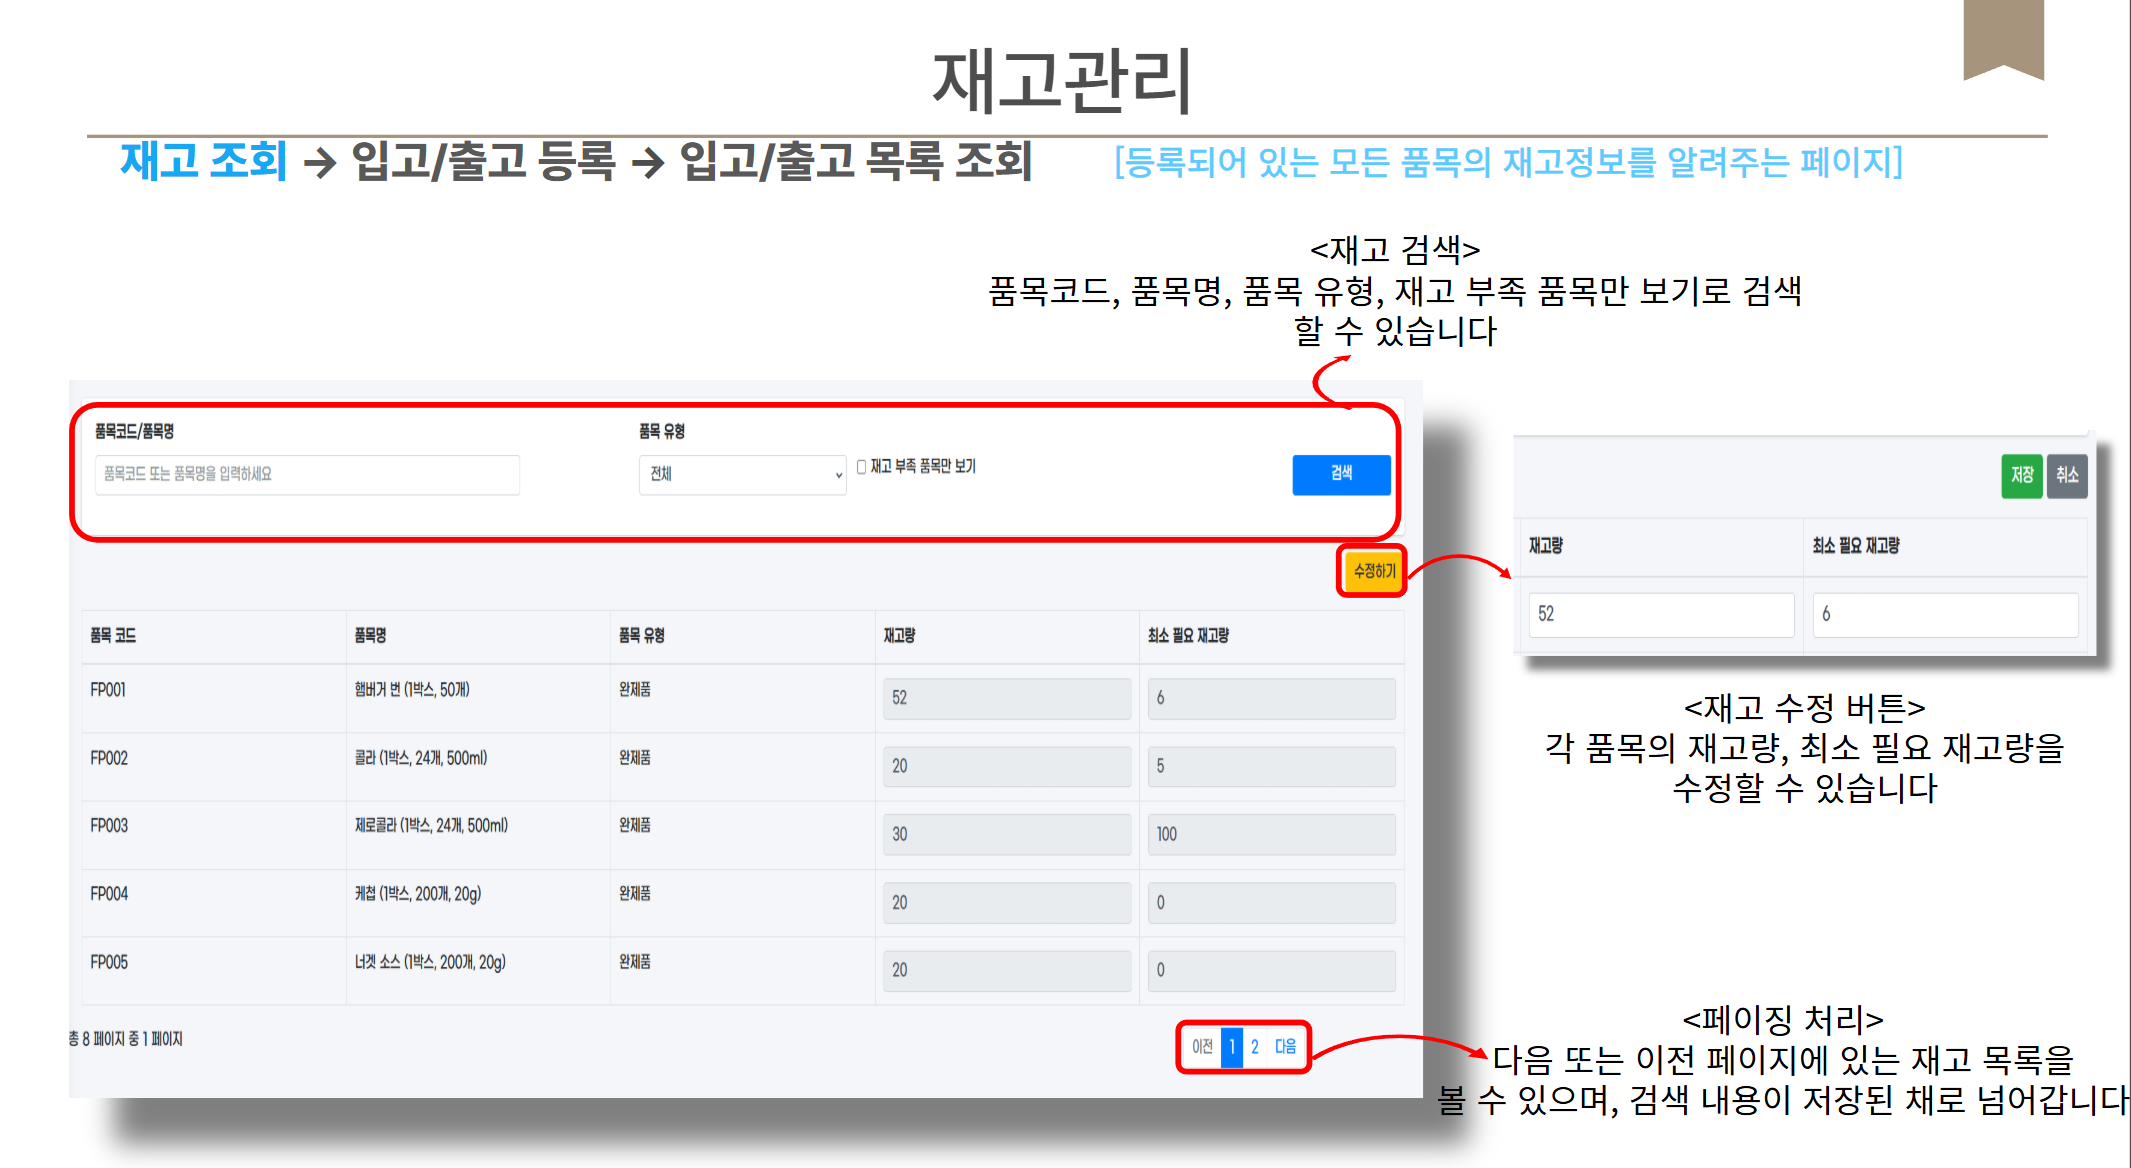 재고관리
재고 조회 → 입고/출고 등록 → 입고/출고 목록 조회
[등록되어 있는 모든 품목의 재고정보를 알려주는 페이지]
<재고 검색>
품목코드, 품목명, 품목 유형, 재고 부족 품목만 보기로 검색
할 수 있습니다
품목코드/품목명
품목 유형
품목코드 또는 품목명을 입력하세요
전체
재고 부족 품목만 보기
검색
수정하기
품목 코드 품목명 품목 유형 재고량 최소 필요 재고량
FP001 햄버거 번 (1박스, 50개) 완제품 52 6
FP002 콜라 (1박스, 24개, 500ml) 완제품 20 5
FP003 제로콜라 (1박스, 24개, 500ml) 완제품 30 100
FP004 케첩 (1박스, 200개, 20g) 완제품 20 0
FP005 너겟 소스 (1박스, 200개, 20g) 완제품 20 0
총 8 페이지 중 1 페이지
이전 1 2 다음
저장 취소
재고량 최소 필요 재고량
52 6
<재고 수정 버튼>
각 품목의 재고량, 최소 필요 재고량을
수정할 수 있습니다
<페이징 처리>
다음 또는 이전 페이지에 있는 재고 목록을
볼 수 있으며, 검색 내용이 저장된 채로 넘어갑니다